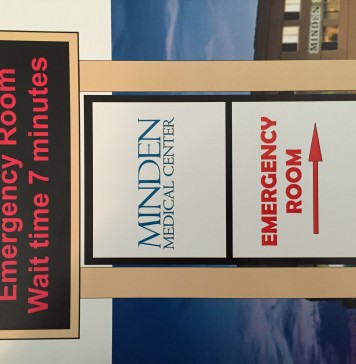 Emergency Room
Wait time 7 minutes
MINDEN
MEDICAL CENTER
EMERGENCY
ROOM
MINDEN